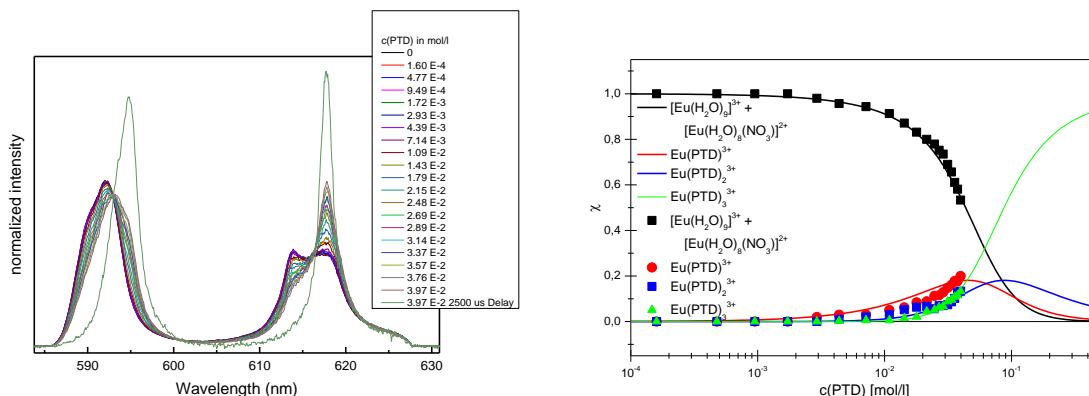 c(PTD) in mol/l
0
1.60 E-4
4.77 E-4
9.49 E-4
1.72 E-3
2.93 E-3
4.39 E-3
7.14 E-3
1.09 E-2
1.43 E-2
1.79 E-2
2.15 E-2
2.48 E-2
2.69 E-2
2.89 E-2
3.14 E-2
3.37 E-2
3.57 E-2
3.76 E-2
3.97 E-2
3.97 E-2 2500 us Delay
normalized intensity
590 600 610 620 630
Wavelength (nm)
1,0
0,8
0,6
0,4
0,2
0,0
χ
[Eu(H₂O)₉]³⁺ +
[Eu(H₂O)₈(NO₃)]²⁺
Eu(PTD)³⁺
Eu(PTD)₂³⁺
Eu(PTD)₃³⁺
[Eu(H₂O)₉]³⁺ +
[Eu(H₂O)₈(NO₃)]²⁺
Eu(PTD)³⁺
Eu(PTD)₂³⁺
Eu(PTD)₃³⁺
10⁻⁴ 10⁻³ 10⁻² 10⁻¹
c(PTD) [mol/l]